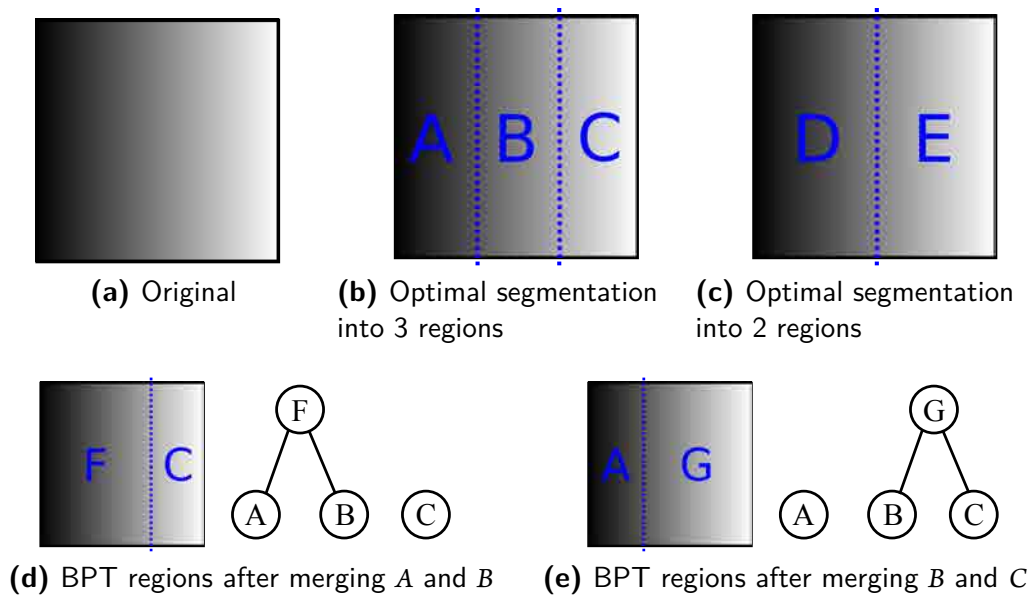 A B C
D E
(a) Original
(b) Optimal segmentation
into 3 regions
(c) Optimal segmentation
into 2 regions
F C
F
A B C
A G
G
A B C
(d) BPT regions after merging A and B
(e) BPT regions after merging B and C